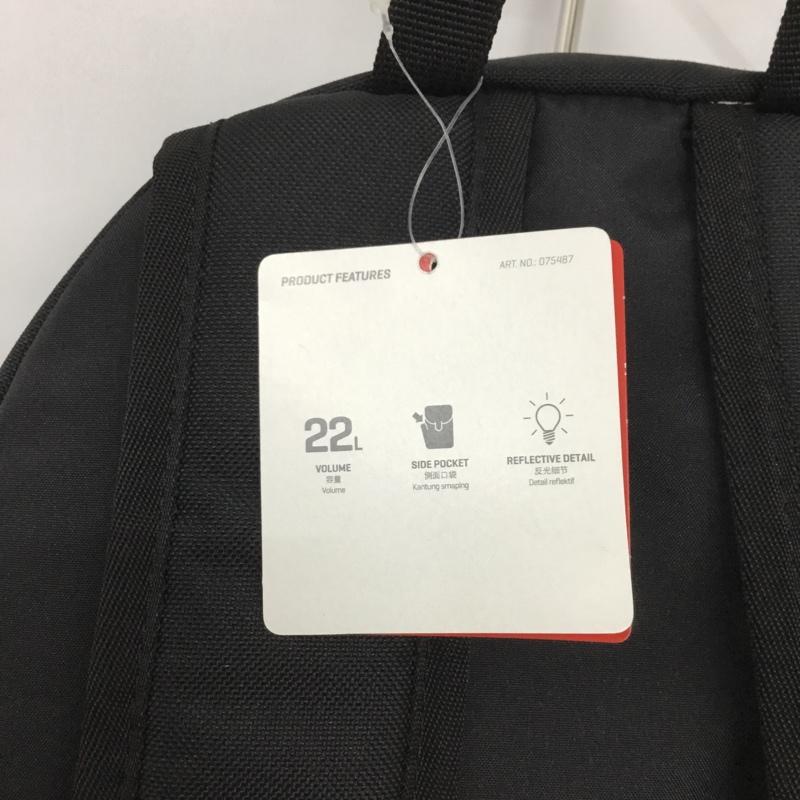 PRODUCT FEATURES
ART. NO.: 075487
22L
VOLUME
容量
Volume
SIDE POCKET
侧面口袋
Kantung smaping
REFLECTIVE DETAIL
反光细节
Detail reflektif